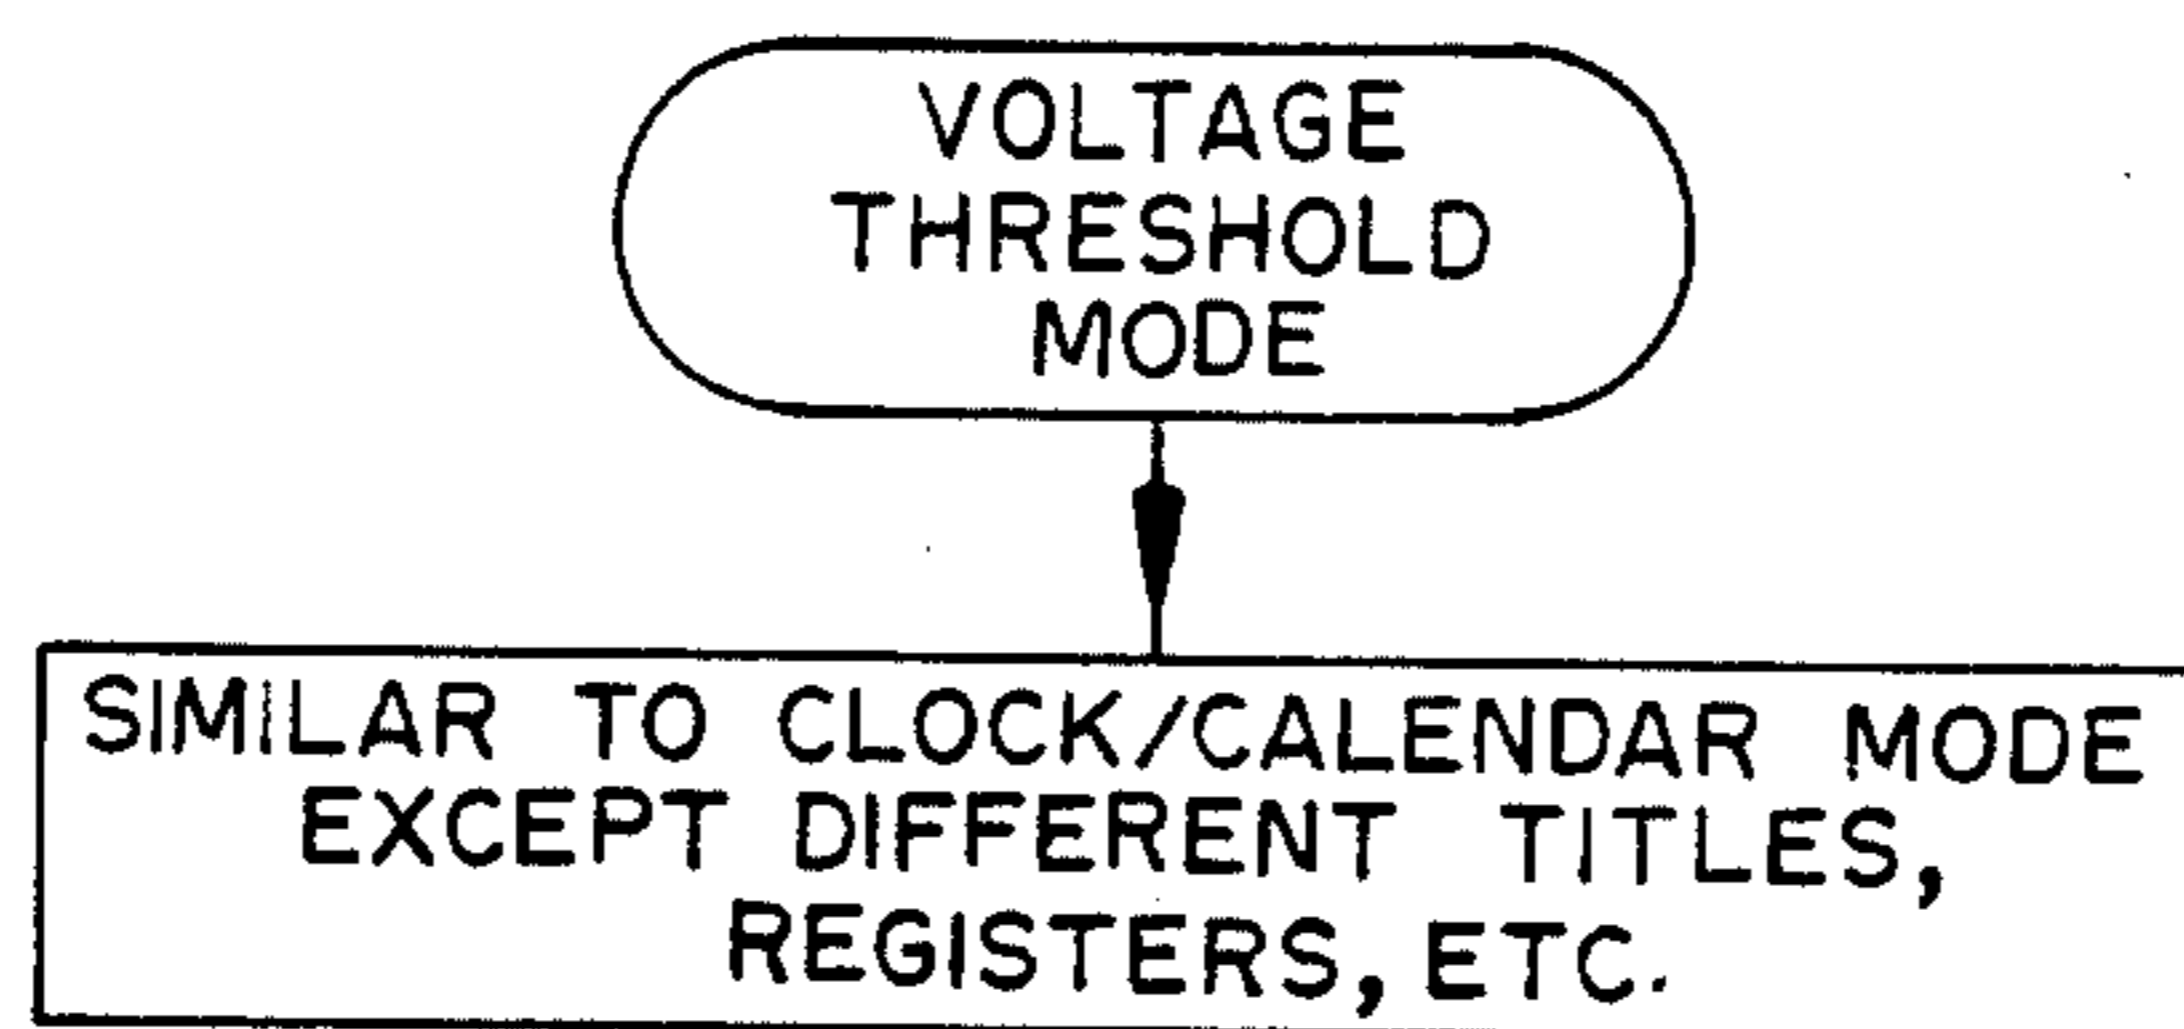 VOLTAGE
THRESHOLD
MODE
SIMILAR TO CLOCK/CALENDAR MODE
EXCEPT DIFFERENT TITLES,
REGISTERS, ETC.